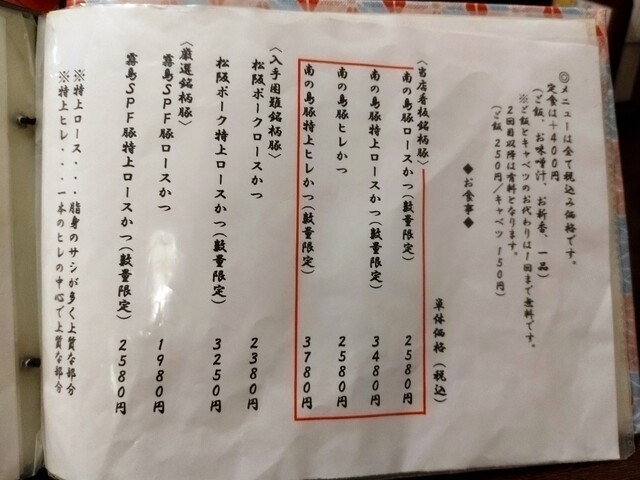 ◎メニューは全て税込み価格です。
定食は＋４００円
（ご飯、お味噌汁、お新香、一品）
※ご飯とキャベツのお代わりは１回まで無料です。
２回目以降は有料となります。
（ご飯 ２５０円／キャベツ １５０円）
◆お食事◆
単体価格（税込）
〈当店看板銘柄豚〉
南の島豚ロースかつ（数量限定） ２５８０円
南の島豚特上ロースかつ（数量限定） ３４８０円
南の島豚ヒレかつ ２５８０円
南の島豚特上ヒレかつ（数量限定） ３７８０円
〈入手困難銘柄豚〉
松阪ポークロースかつ ２３８０円
松阪ポーク特上ロースかつ（数量限定） ３２５０円
〈厳選銘柄豚〉
霧島ＳＰＦ豚ロースかつ １９８０円
霧島ＳＰＦ豚特上ロースかつ（数量限定） ２５８０円
※特上ロース・・・脂身のサシが多く上質な部分
※特上ヒレ・・・・一本のヒレの中心で上質な部分